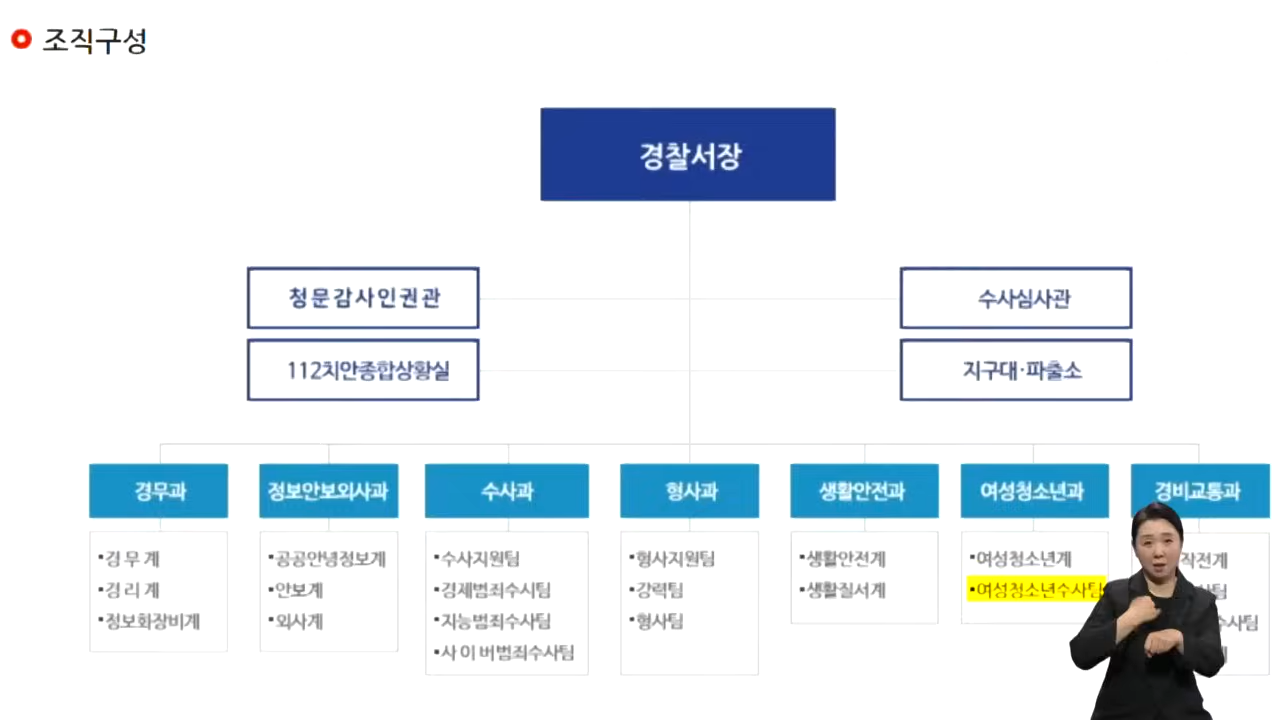 조직구성
경찰서장
청문감사인권관
수사심사관
112치안종합상황실
지구대·파출소
경무과
정보안보외사과
수사과
형사과
생활안전과
여성청소년과
경비교통과
▪경 무 계
▪경 리 계
▪정보화장비계
▪공공안녕정보계
▪안보계
▪외사계
▪수사지원팀
▪경제범죄수시팀
▪지능범죄수사팀
▪사 이 버범죄수사팀
▪형사지원팀
▪강력팀
▪형사팀
▪생활안전계
▪생활질서계
▪여성청소년계
▪여성청소년수사팀